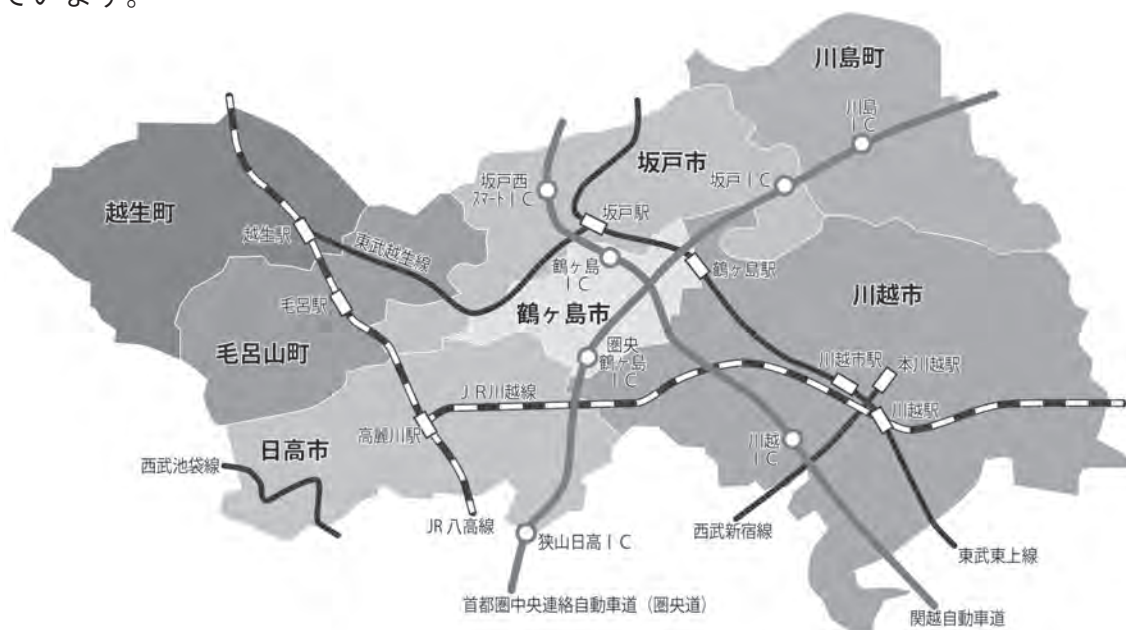 ています。
川島町
川島
ＩＣ
坂戸市
坂戸ＩＣ
坂戸西
ｽﾏｰﾄＩＣ
坂戸駅
越生町
越生駅
東武越生線
鶴ヶ島
ＩＣ
鶴ヶ島駅
川越市
毛呂駅
鶴ヶ島市
毛呂山町
圏央
鶴ヶ島
ＩＣ
川越市駅
本川越駅
ＪＲ川越線
川越駅
高麗川駅
日高市
川越
ＩＣ
西武池袋線
JR 八高線
狭山日高ＩＣ
西武新宿線
東武東上線
首都圏中央連絡自動車道（圏央道）
関越自動車道